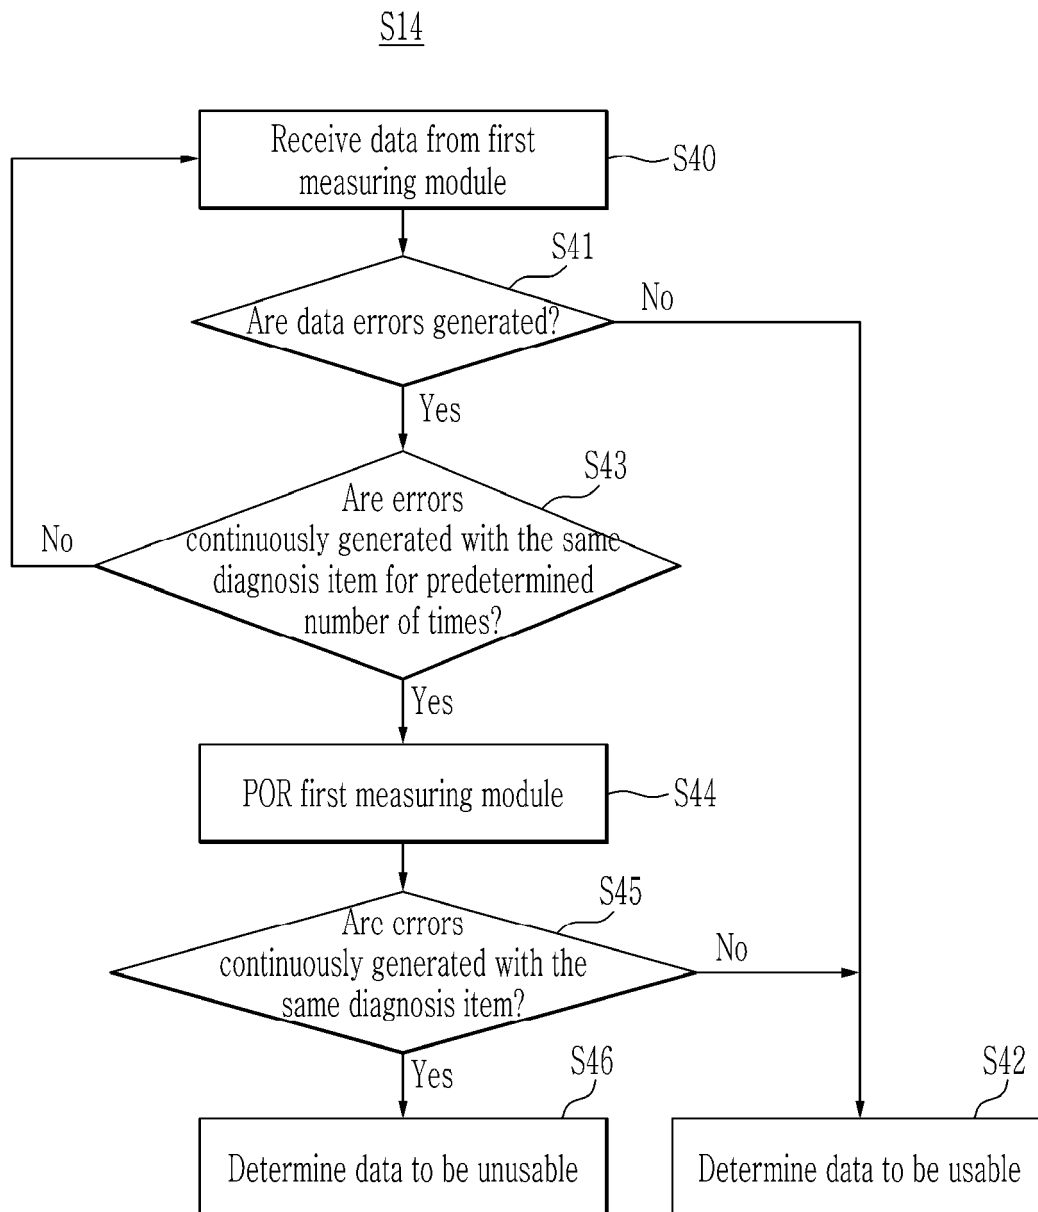 S14
Receive data from first
measuring module
S40
S41
Are data errors generated?
No
Yes
S43
Are errors
continuously generated with the same
diagnosis item for predetermined
number of times?
No
Yes
POR first measuring module
S44
S45
Are errors
continuously generated with the
same diagnosis item?
No
Yes
S46
S42
Determine data to be unusable
Determine data to be usable